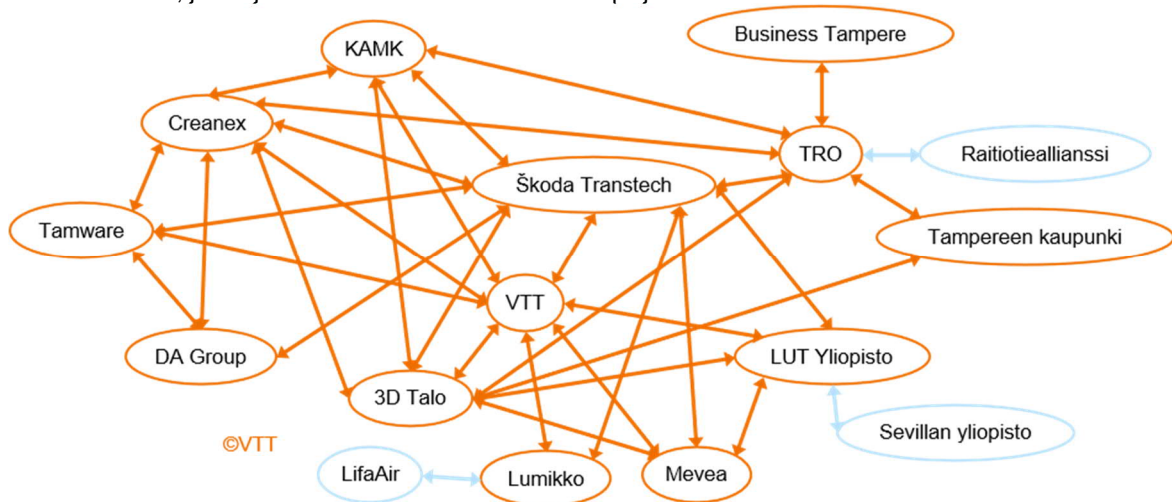 KAMK
Business Tampere
Creanex
TRO
Raitiotieallianssi
Škoda Transtech
Tamware
Tampereen kaupunki
VTT
DA Group
LUT Yliopisto
3D Talo
©VTT
Sevillan yliopisto
LifaAir
Lumikko
Mevea